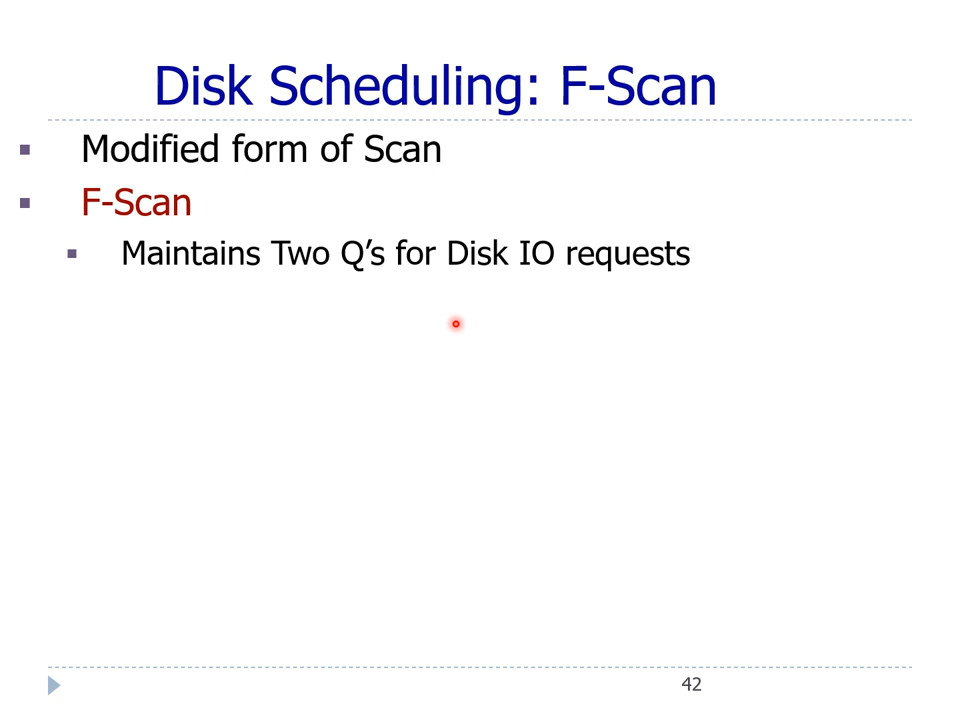 Disk Scheduling: F-Scan
Modified form of Scan
F-Scan
Maintains Two Q’s for Disk IO requests
42